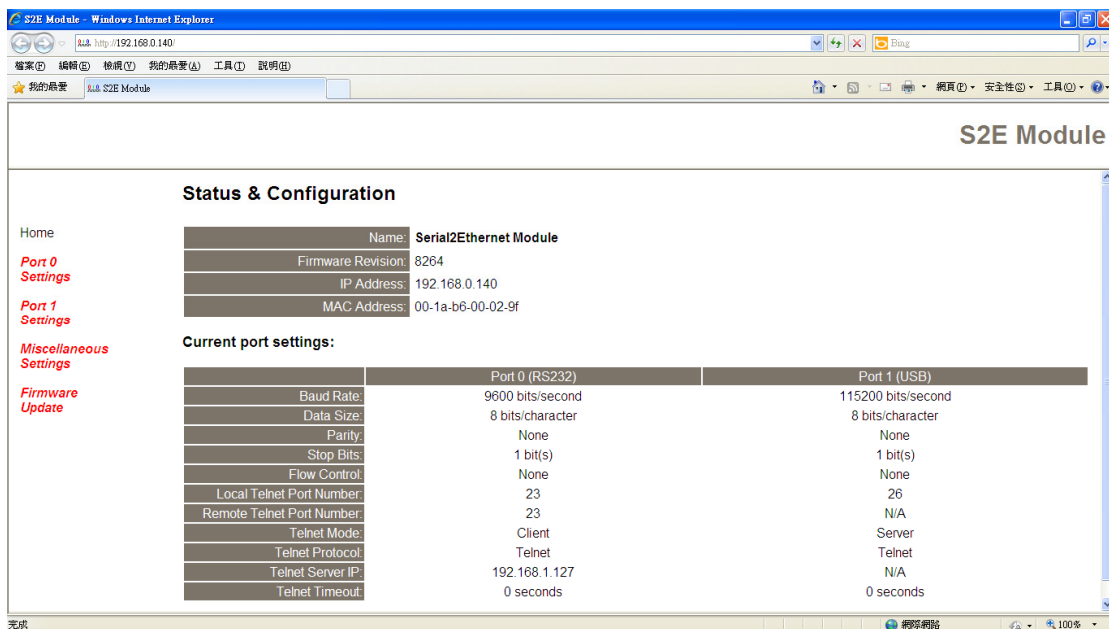 S2E Module - Windows Internet Explorer
http://192.168.0.140/
Bing
檔案(F) 編輯(E) 檢視(V) 我的最愛(A) 工具(T) 說明(H)
我的最愛 S2E Module 網頁(P) 安全性(S) 工具(O)
S2E Module
Status & Configuration
Home
Port 0
Settings
Port 1
Settings
Miscellaneous
Settings
Firmware
Update
Name: Serial2Ethernet Module
Firmware Revision: 8264
IP Address: 192.168.0.140
MAC Address: 00-1a-b6-00-02-9f
Current port settings:
Port 0 (RS232) Port 1 (USB)
Baud Rate: 9600 bits/second 115200 bits/second
Data Size: 8 bits/character 8 bits/character
Parity: None None
Stop Bits: 1 bit(s) 1 bit(s)
Flow Control: None None
Local Telnet Port Number: 23 26
Remote Telnet Port Number: 23 N/A
Telnet Mode: Client Server
Telnet Protocol: Telnet Telnet
Telnet Server IP: 192.168.1.127 N/A
Telnet Timeout: 0 seconds 0 seconds
完成 網際網路 100%